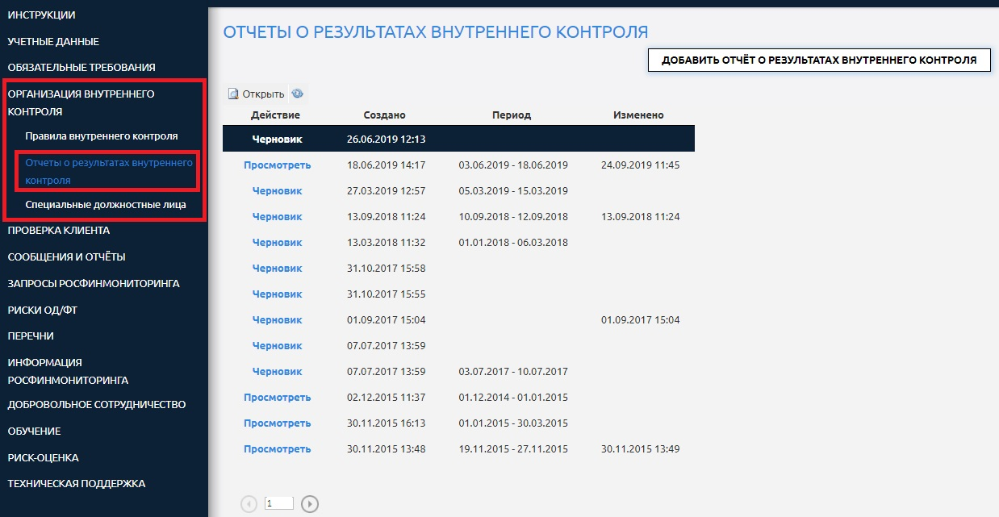 ИНСТРУКЦИИ
УЧЕТНЫЕ ДАННЫЕ
ОБЯЗАТЕЛЬНЫЕ ТРЕБОВАНИЯ
ОРГАНИЗАЦИЯ ВНУТРЕННЕГО
КОНТРОЛЯ
Правила внутреннего контроля
Отчеты о результатах внутреннего
контроля
Специальные должностные лица
ПРОВЕРКА КЛИЕНТА
СООБЩЕНИЯ И ОТЧЁТЫ
ЗАПРОСЫ РОСФИНМОНИТОРИНГА
РИСКИ ОД/ФТ
ПЕРЕЧНИ
ИНФОРМАЦИЯ
РОСФИНМОНИТОРИНГА
ДОБРОВОЛЬНОЕ СОТРУДНИЧЕСТВО
ОБУЧЕНИЕ
РИСК-ОЦЕНКА
ТЕХНИЧЕСКАЯ ПОДДЕРЖКА
ОТЧЕТЫ О РЕЗУЛЬТАТАХ ВНУТРЕННЕГО КОНТРОЛЯ
ДОБАВИТЬ ОТЧЁТ О РЕЗУЛЬТАТАХ ВНУТРЕННЕГО КОНТРОЛЯ
Открыть
Действие Создано Период Изменено
Черновик 26.06.2019 12:13
Просмотреть 18.06.2019 14:17 03.06.2019 - 18.06.2019 24.09.2019 11:45
Черновик 27.03.2019 12:57 05.03.2019 - 15.03.2019
Черновик 13.09.2018 11:24 10.09.2018 - 12.09.2018 13.09.2018 11:24
Черновик 13.03.2018 11:32 01.01.2018 - 06.03.2018
Черновик 31.10.2017 15:58
Черновик 31.10.2017 15:55
Черновик 01.09.2017 15:04 01.09.2017 15:04
Черновик 07.07.2017 13:59
Черновик 07.07.2017 13:59 03.07.2017 - 10.07.2017
Просмотреть 02.12.2015 11:37 01.12.2014 - 01.01.2015
Просмотреть 30.11.2015 16:13 01.01.2015 - 30.03.2015
Просмотреть 30.11.2015 13:48 19.11.2015 - 27.11.2015 30.11.2015 13:49
1